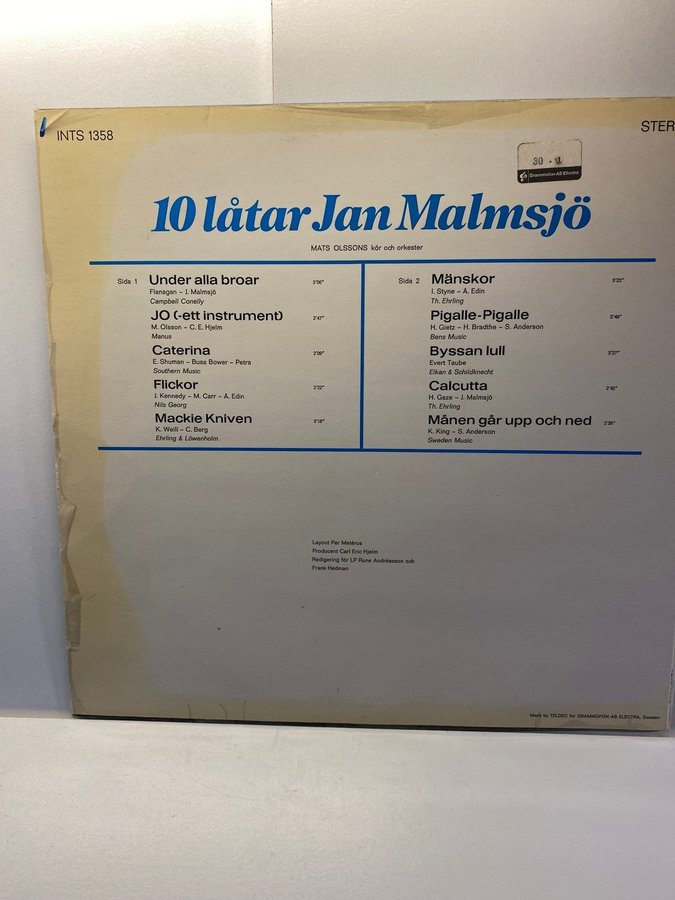 INTS 1358
STER
30
Grammofon AB Electra
10 låtar Jan Malmsjö
MATS OLSSONS kör och orkester
Sida 1 Under alla broar 3'00"
Flanagan – J. Malmsjö
Campbell Conelly
JO (-ett instrument) 2'47"
M. Olsson – C. E. Hjelm
Manus
Caterina 2'09"
E. Shuman – Buss Bower – Petra
Southern Music
Flickor 2'22"
J. Kennedy – M. Carr – Å. Edin
Nils Georg
Mackie Kniven 3'18"
K. Weill – C. Berg
Ehrling & Löwenholm
Sida 2 Mänskor 3'22"
I. Styne – Å. Edin
Th. Ehrling
Pigalle-Pigalle 2'49"
H. Gietz – H. Bradthe – S. Anderson
Bens Music
Byssan lull 3'27"
Evert Taube
Elkan & Schildknecht
Calcutta 2'42"
H. Gaze – J. Malmsjö
Th. Ehrling
Månen går upp och ned 2'39"
K. King – S. Anderson
Sweden Music
Layout Per Metérus
Producent Carl Eric Hjelm
Redigering för LP Rune Andréasson och
Frank Hedman
Made by TELDEC for GRAMMOFON AB ELECTRA, Sweden